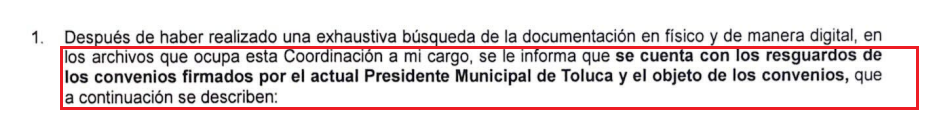 1. Después de haber realizado una exhaustiva búsqueda de la documentación en físico y de manera digital, en
los archivos que ocupa esta Coordinación a mi cargo, se le informa que se cuenta con los resguardos de
los convenios firmados por el actual Presidente Municipal de Toluca y el objeto de los convenios, que
a continuación se describen: